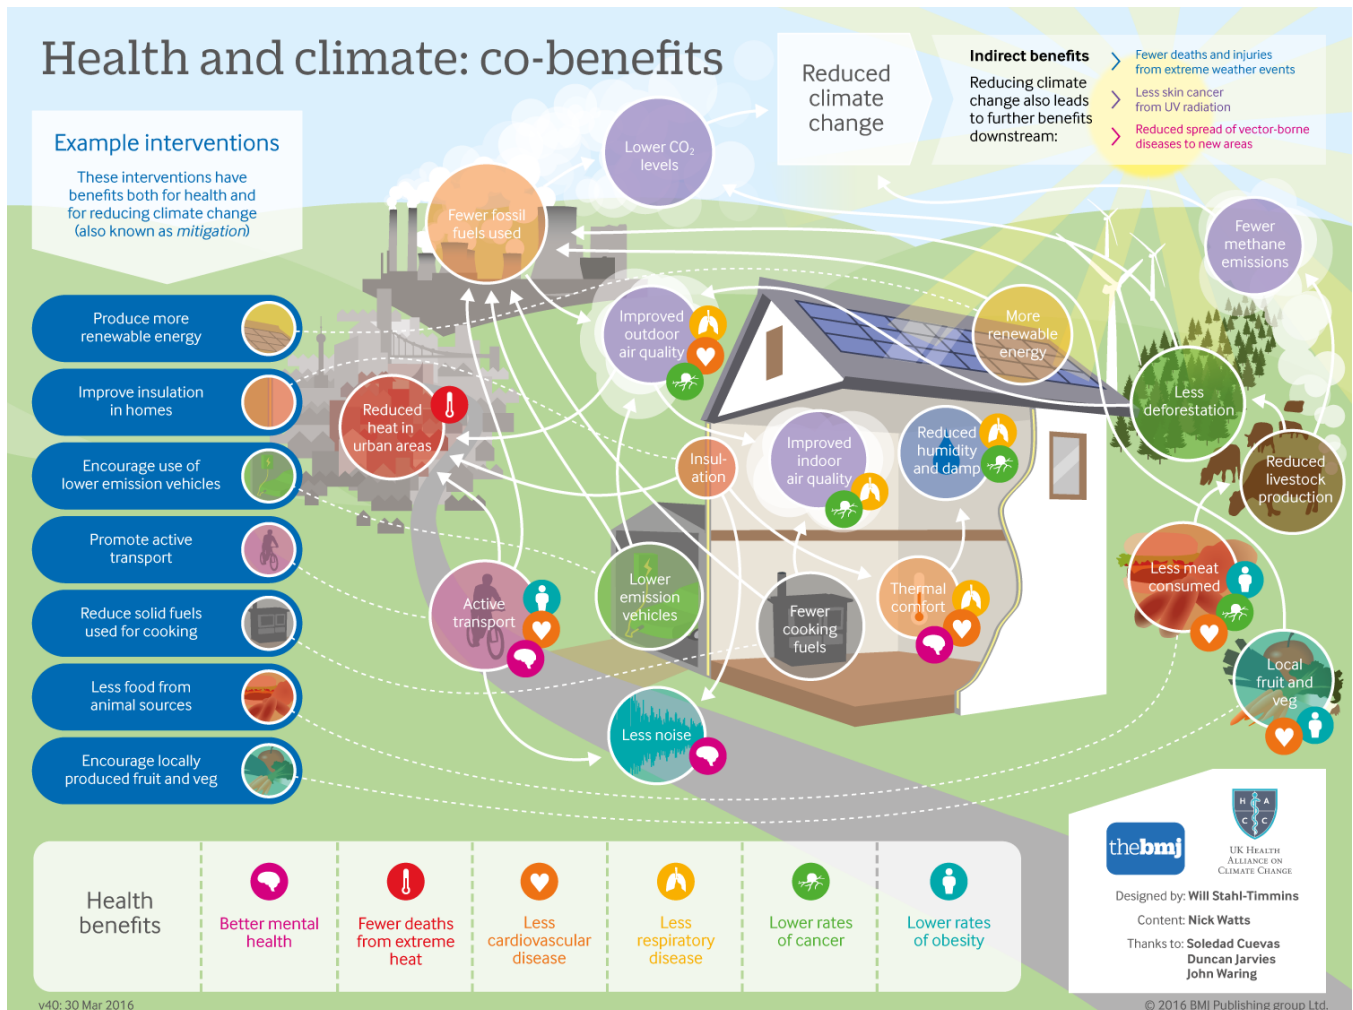 Health and climate: co-benefits
Reduced
climate
change
Indirect benefits
Reducing climate
change also leads
to further benefits
downstream:
Fewer deaths and injuries
from extreme weather events
Less skin cancer
from UV radiation
Reduced spread of vector-borne
diseases to new areas
Example interventions
These interventions have
benefits both for health and
for reducing climate change
(also known as mitigation)
Produce more
renewable energy
Improve insulation
in homes
Encourage use of
lower emission vehicles
Promote active
transport
Reduce solid fuels
used for cooking
Less food from
animal sources
Encourage locally
produced fruit and veg
Lower CO₂
levels
Fewer fossil
fuels used
Fewer
methane
emissions
Improved
outdoor
air quality
More
renewable
energy
Less
deforestation
Reduced
heat in
urban areas
Insul-
ation
Improved
indoor
air quality
Reduced
humidity
and damp
Reduced
livestock
production
Active
transport
Lower
emission
vehicles
Fewer
cooking
fuels
Thermal
comfort
Less meat
consumed
Local
fruit and
veg
Less noise
Health
benefits
Better mental
health
Fewer deaths
from extreme
heat
Less
cardiovascular
disease
Less
respiratory
disease
Lower rates
of cancer
Lower rates
of obesity
thebmj
H A
C C
UK Health
Alliance on
Climate Change
Designed by: Will Stahl-Timmins
Content: Nick Watts
Thanks to: Soledad Cuevas
Duncan Jarvies
John Waring
v40: 30 Mar 2016
© 2016 BMJ Publishing group Ltd.